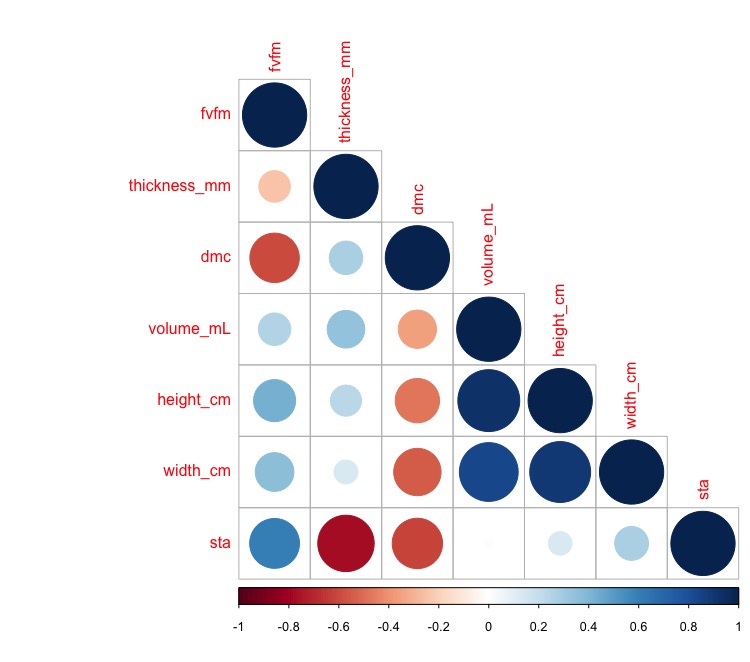 fvfm
thickness_mm
dmc
volume_mL
height_cm
width_cm
sta
fvfm
thickness_mm
dmc
volume_mL
height_cm
width_cm
sta
-1 -0.8 -0.6 -0.4 -0.2 0 0.2 0.4 0.6 0.8 1